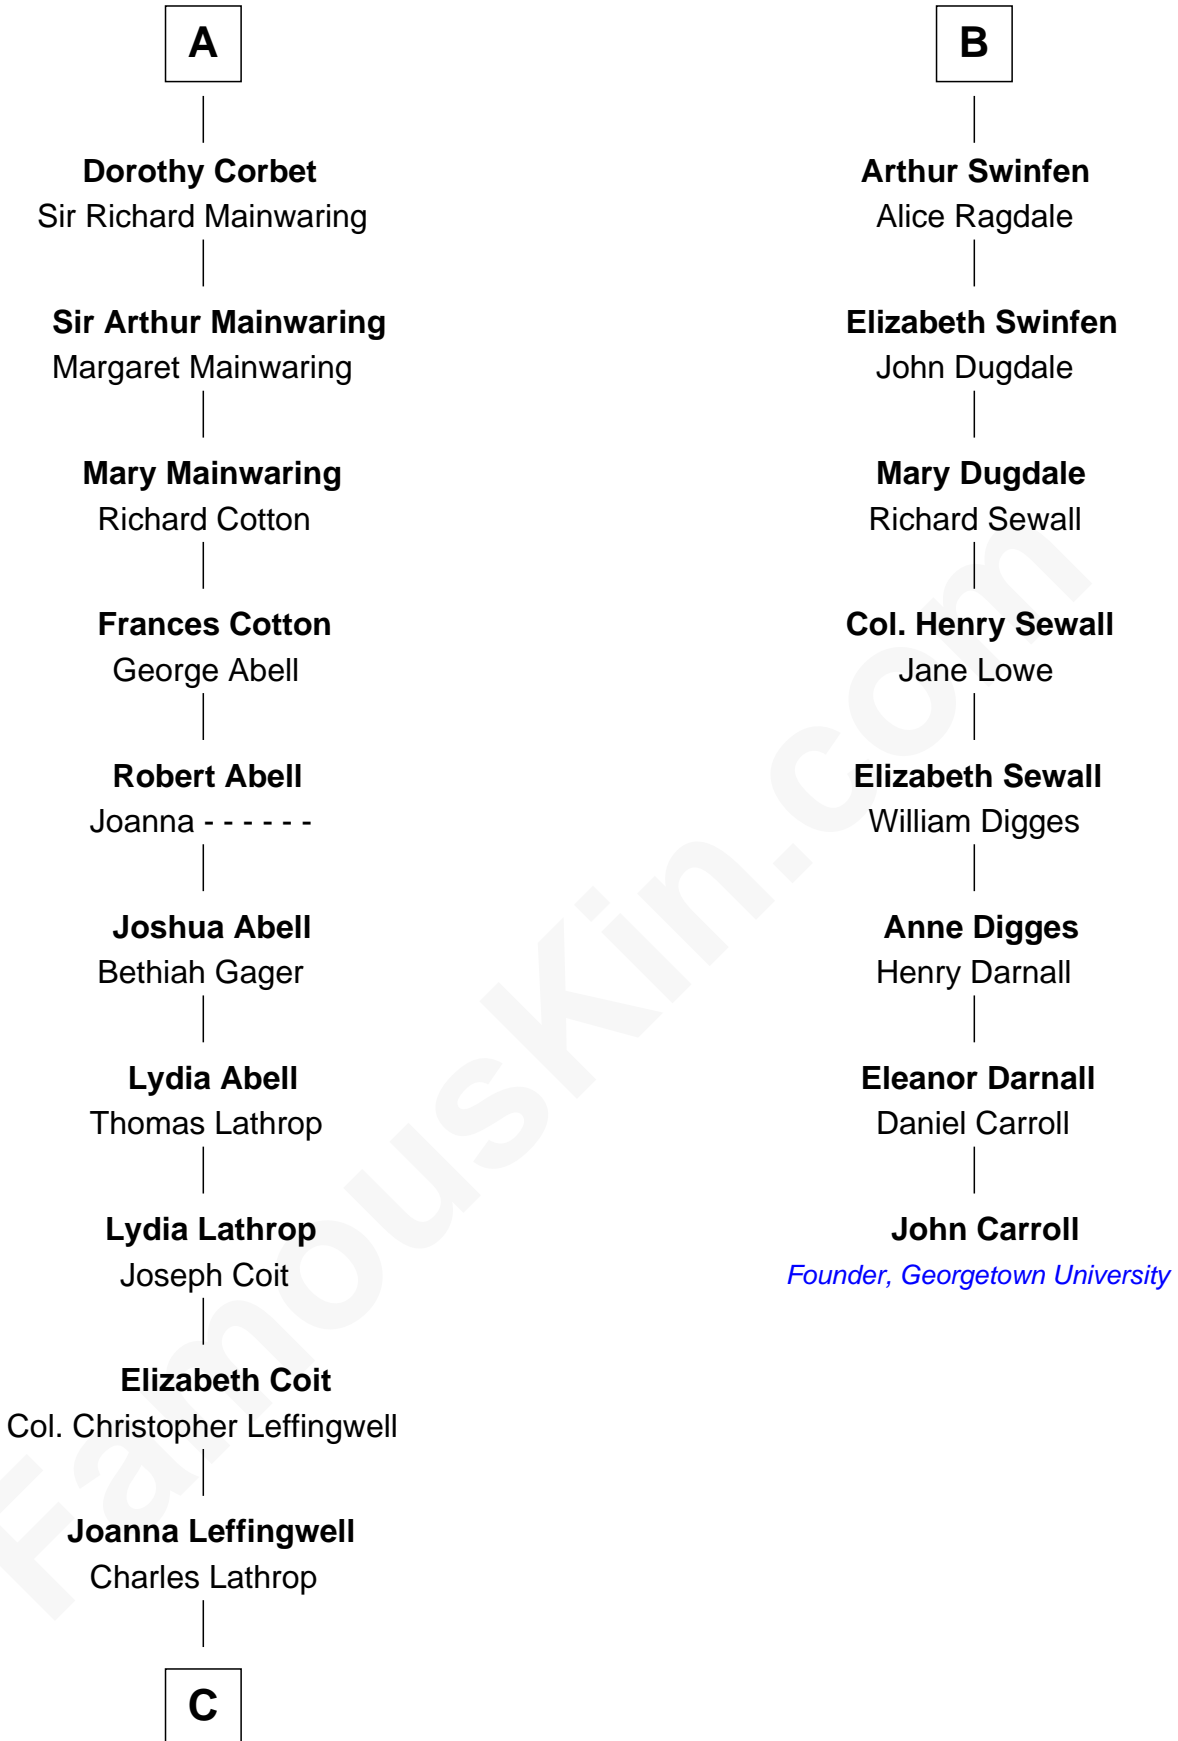 A
Dorothy Corbet
Sir Richard Mainwaring
Sir Arthur Mainwaring
Margaret Mainwaring
Mary Mainwaring
Richard Cotton
Frances Cotton
George Abell
Robert Abell
Joanna - - - - - -
Joshua Abell
Bethiah Gager
Lydia Abell
Thomas Lathrop
Lydia Lathrop
Joseph Coit
Elizabeth Coit
Col. Christopher Leffingwell
Joanna Leffingwell
Charles Lathrop
C
B
Arthur Swinfen
Alice Ragdale
Elizabeth Swinfen
John Dugdale
Mary Dugdale
Richard Sewall
Col. Henry Sewall
Jane Lowe
Elizabeth Sewall
William Digges
Anne Digges
Henry Darnall
Eleanor Darnall
Daniel Carroll
John Carroll
Founder, Georgetown University
FamousKin.com